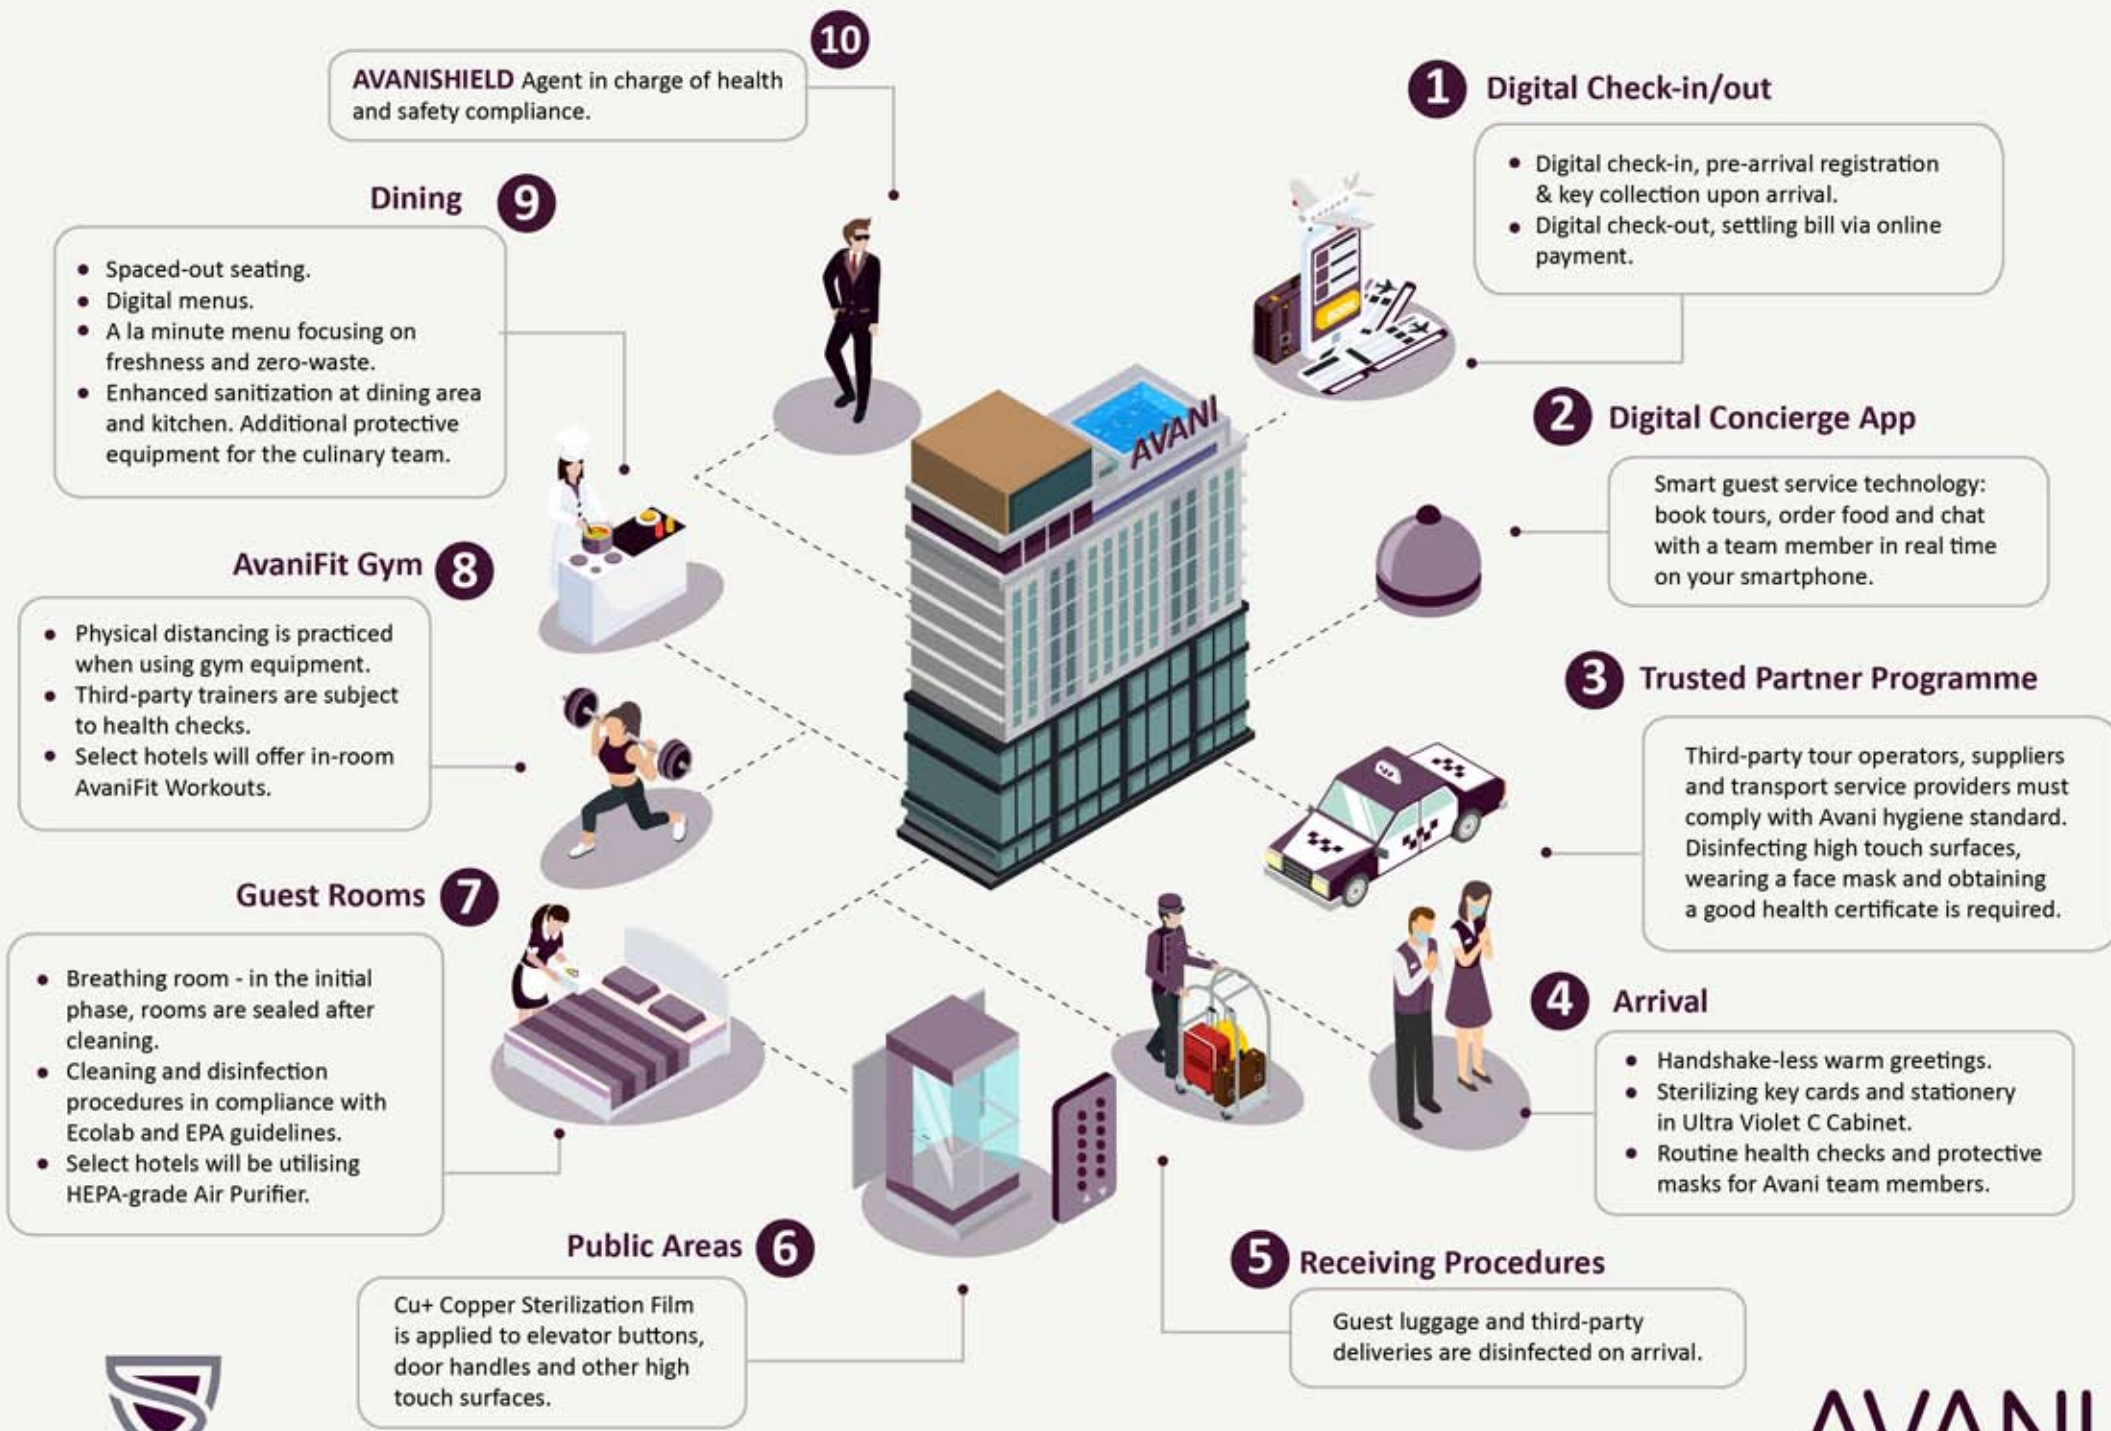 10
AVANISHIELD Agent in charge of health
and safety compliance.
1 Digital Check-in/out
• Digital check-in, pre-arrival registration
& key collection upon arrival.
• Digital check-out, settling bill via online
payment.
BOOK
2 Digital Concierge App
Smart guest service technology:
book tours, order food and chat
with a team member in real time
on your smartphone.
3 Trusted Partner Programme
Third-party tour operators, suppliers
and transport service providers must
comply with Avani hygiene standard.
Disinfecting high touch surfaces,
wearing a face mask and obtaining
a good health certificate is required.
4 Arrival
• Handshake-less warm greetings.
• Sterilizing key cards and stationery
in Ultra Violet C Cabinet.
• Routine health checks and protective
masks for Avani team members.
5 Receiving Procedures
Guest luggage and third-party
deliveries are disinfected on arrival.
Public Areas 6
Cu+ Copper Sterilization Film
is applied to elevator buttons,
door handles and other high
touch surfaces.
Guest Rooms 7
• Breathing room - in the initial
phase, rooms are sealed after
cleaning.
• Cleaning and disinfection
procedures in compliance with
Ecolab and EPA guidelines.
• Select hotels will be utilising
HEPA-grade Air Purifier.
AvaniFit Gym 8
• Physical distancing is practiced
when using gym equipment.
• Third-party trainers are subject
to health checks.
• Select hotels will offer in-room
AvaniFit Workouts.
Dining 9
• Spaced-out seating.
• Digital menus.
• A la minute menu focusing on
freshness and zero-waste.
• Enhanced sanitization at dining area
and kitchen. Additional protective
equipment for the culinary team.
AVANI
AVANI